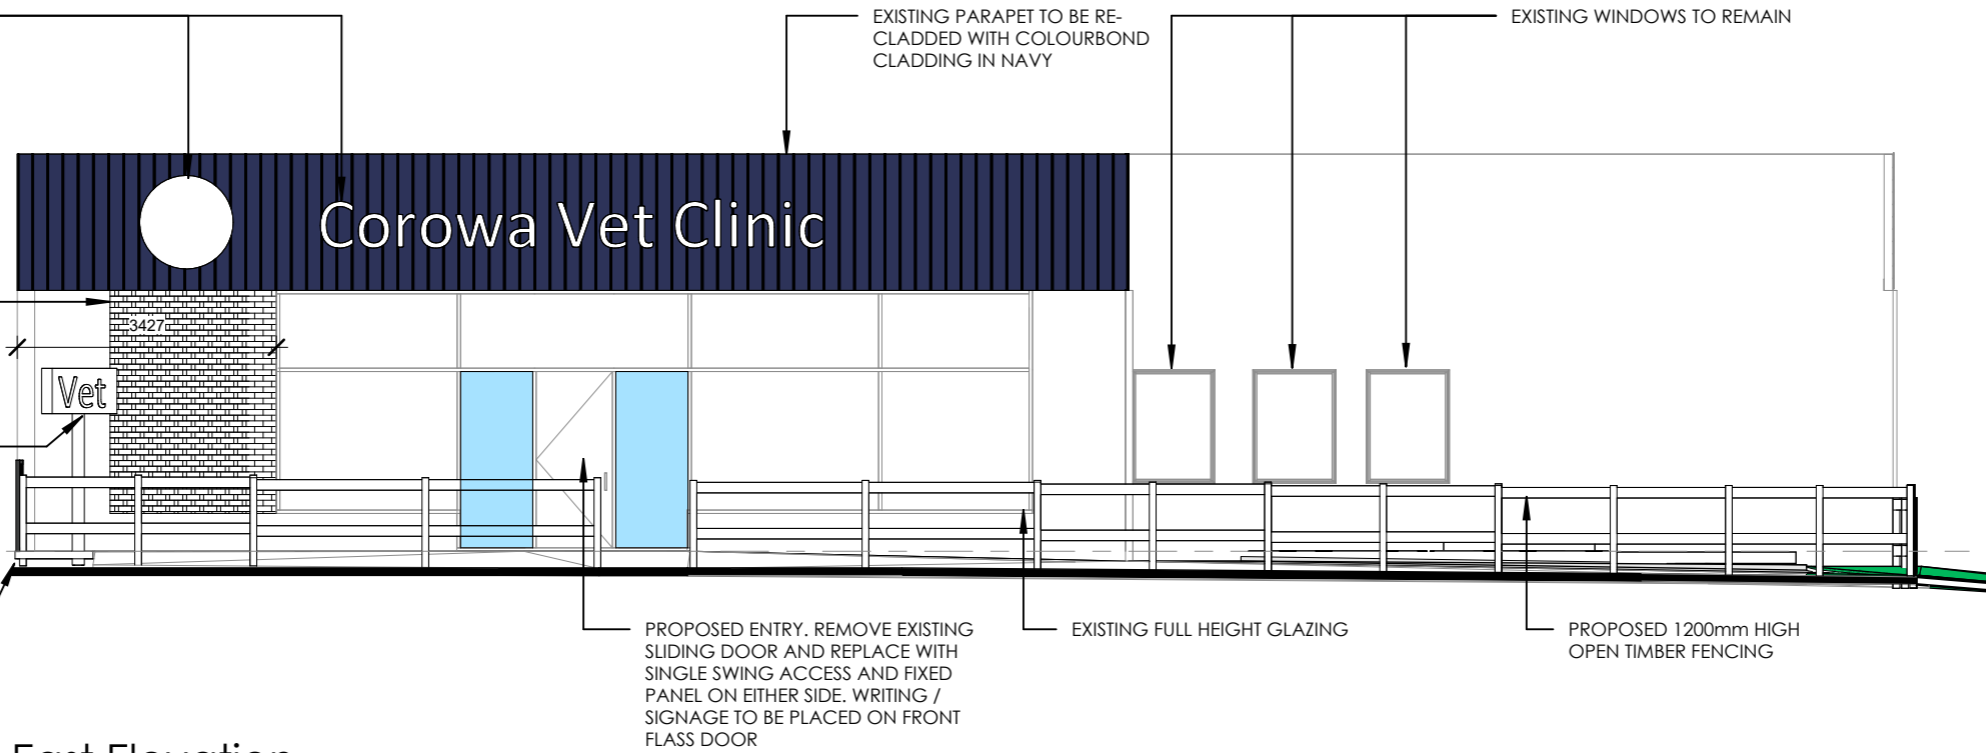 EXISTING PARAPET TO BE RE-
CLADDED WITH COLOURBOND
CLADDING IN NAVY
EXISTING WINDOWS TO REMAIN
Corowa Vet Clinic
3427
Vet
PROPOSED ENTRY. REMOVE EXISTING
SLIDING DOOR AND REPLACE WITH
SINGLE SWING ACCESS AND FIXED
PANEL ON EITHER SIDE. WRITING /
SIGNAGE TO BE PLACED ON FRONT
FLASS DOOR
EXISTING FULL HEIGHT GLAZING
PROPOSED 1200mm HIGH
OPEN TIMBER FENCING
East Elevation